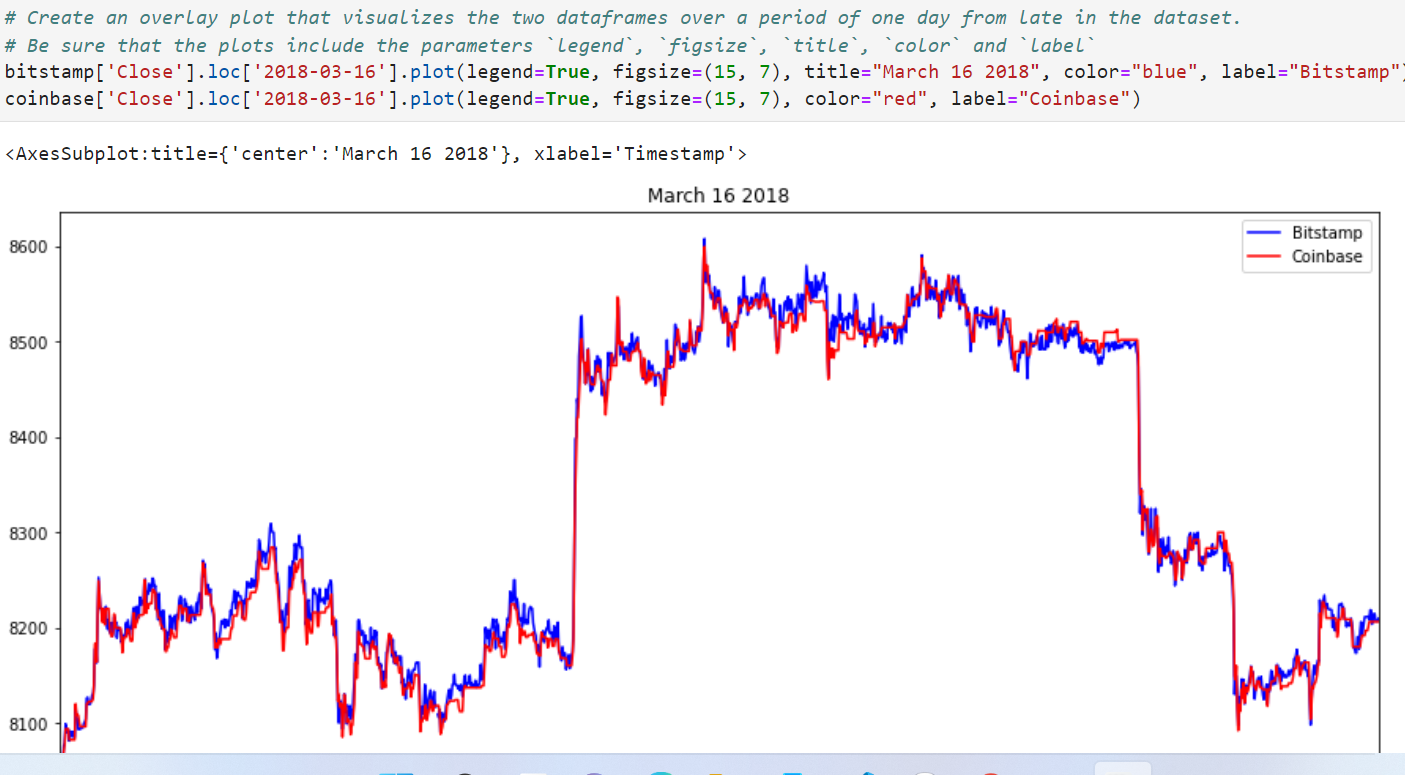 # Create an overlay plot that visualizes the two dataframes over a period of one day from late in the dataset.
# Be sure that the plots include the parameters `legend`, `figsize`, `title`, `color` and `label`
bitstamp['Close'].loc['2018-03-16'].plot(legend=True, figsize=(15, 7), title="March 16 2018", color="blue", label="Bitstamp")
coinbase['Close'].loc['2018-03-16'].plot(legend=True, figsize=(15, 7), color="red", label="Coinbase")
<AxesSubplot:title={'center':'March 16 2018'}, xlabel='Timestamp'>
March 16 2018
Bitstamp
Coinbase
8600
8500
8400
8300
8200
8100